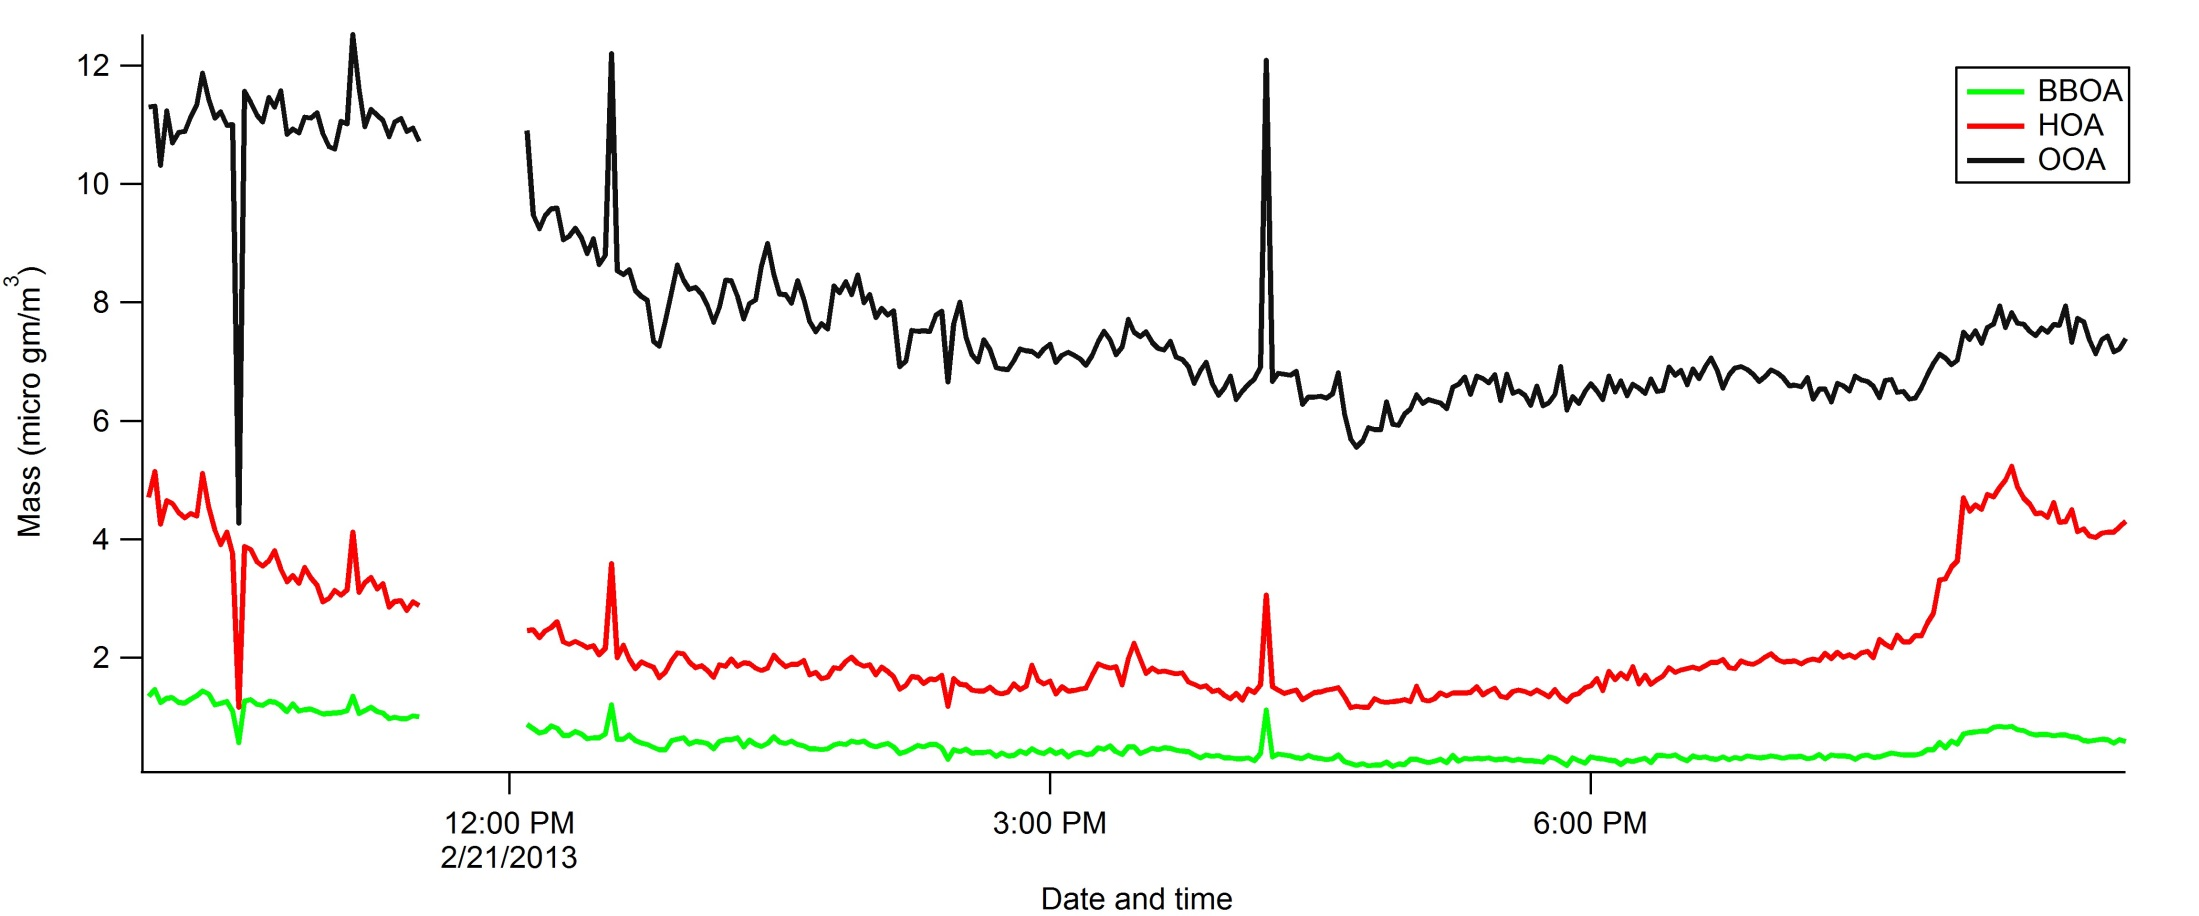 12
10
8
6
4
2
Mass (micro gm/m³)
BBOA
HOA
OOA
12:00 PM
2/21/2013
3:00 PM
6:00 PM
Date and time